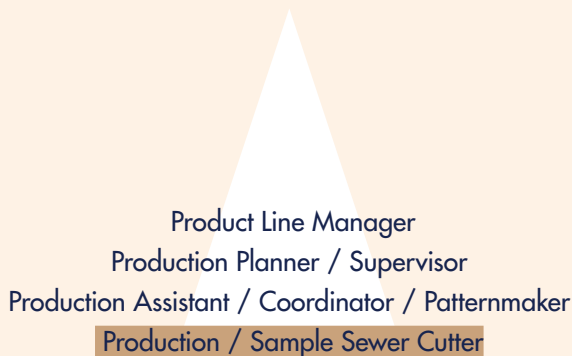 Product Line Manager
Production Planner / Supervisor
Production Assistant / Coordinator / Patternmaker
Production / Sample Sewer Cutter